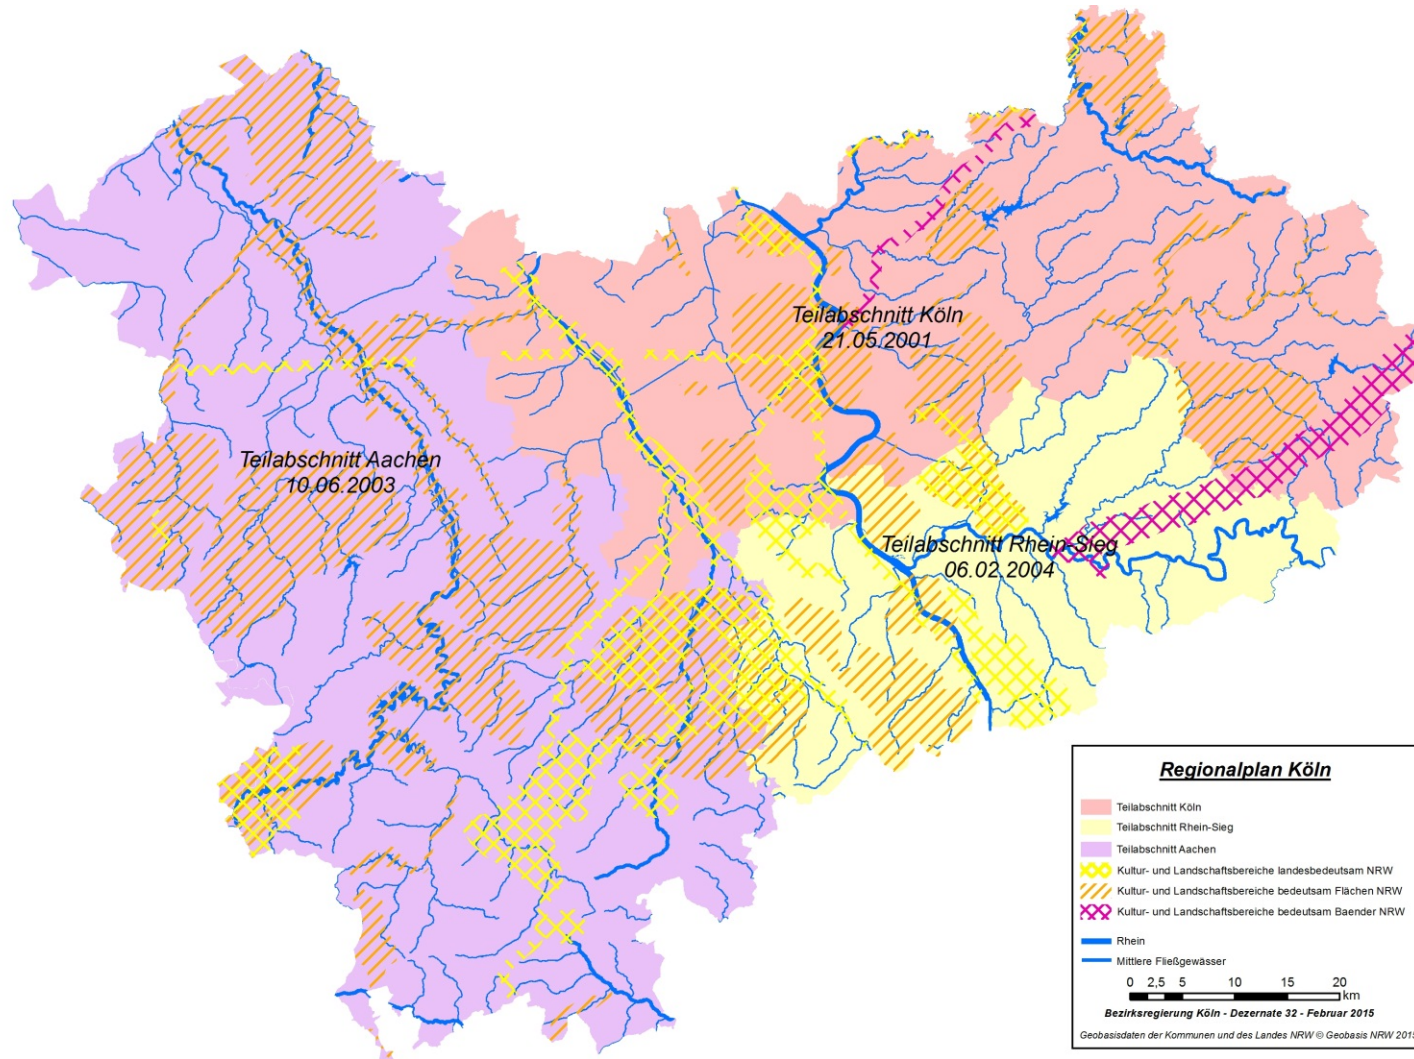 Teilabschnitt Köln
21.05.2001
Teilabschnitt Aachen
10.06.2003
Teilabschnitt Rhein-Sieg
06.02.2004
Regionalplan Köln
Teilabschnitt Köln
Teilabschnitt Rhein-Sieg
Teilabschnitt Aachen
Kultur- und Landschaftsbereiche landesbedeutsam NRW
Kultur- und Landschaftsbereiche bedeutsam Flächen NRW
Kultur- und Landschaftsbereiche bedeutsam Baender NRW
Rhein
Mittlere Fließgewässer
0 2,5 5 10 15 20
km
Bezirksregierung Köln - Dezernate 32 - Februar 2015
Geobasisdaten der Kommunen und des Landes NRW © Geobasis NRW 2015